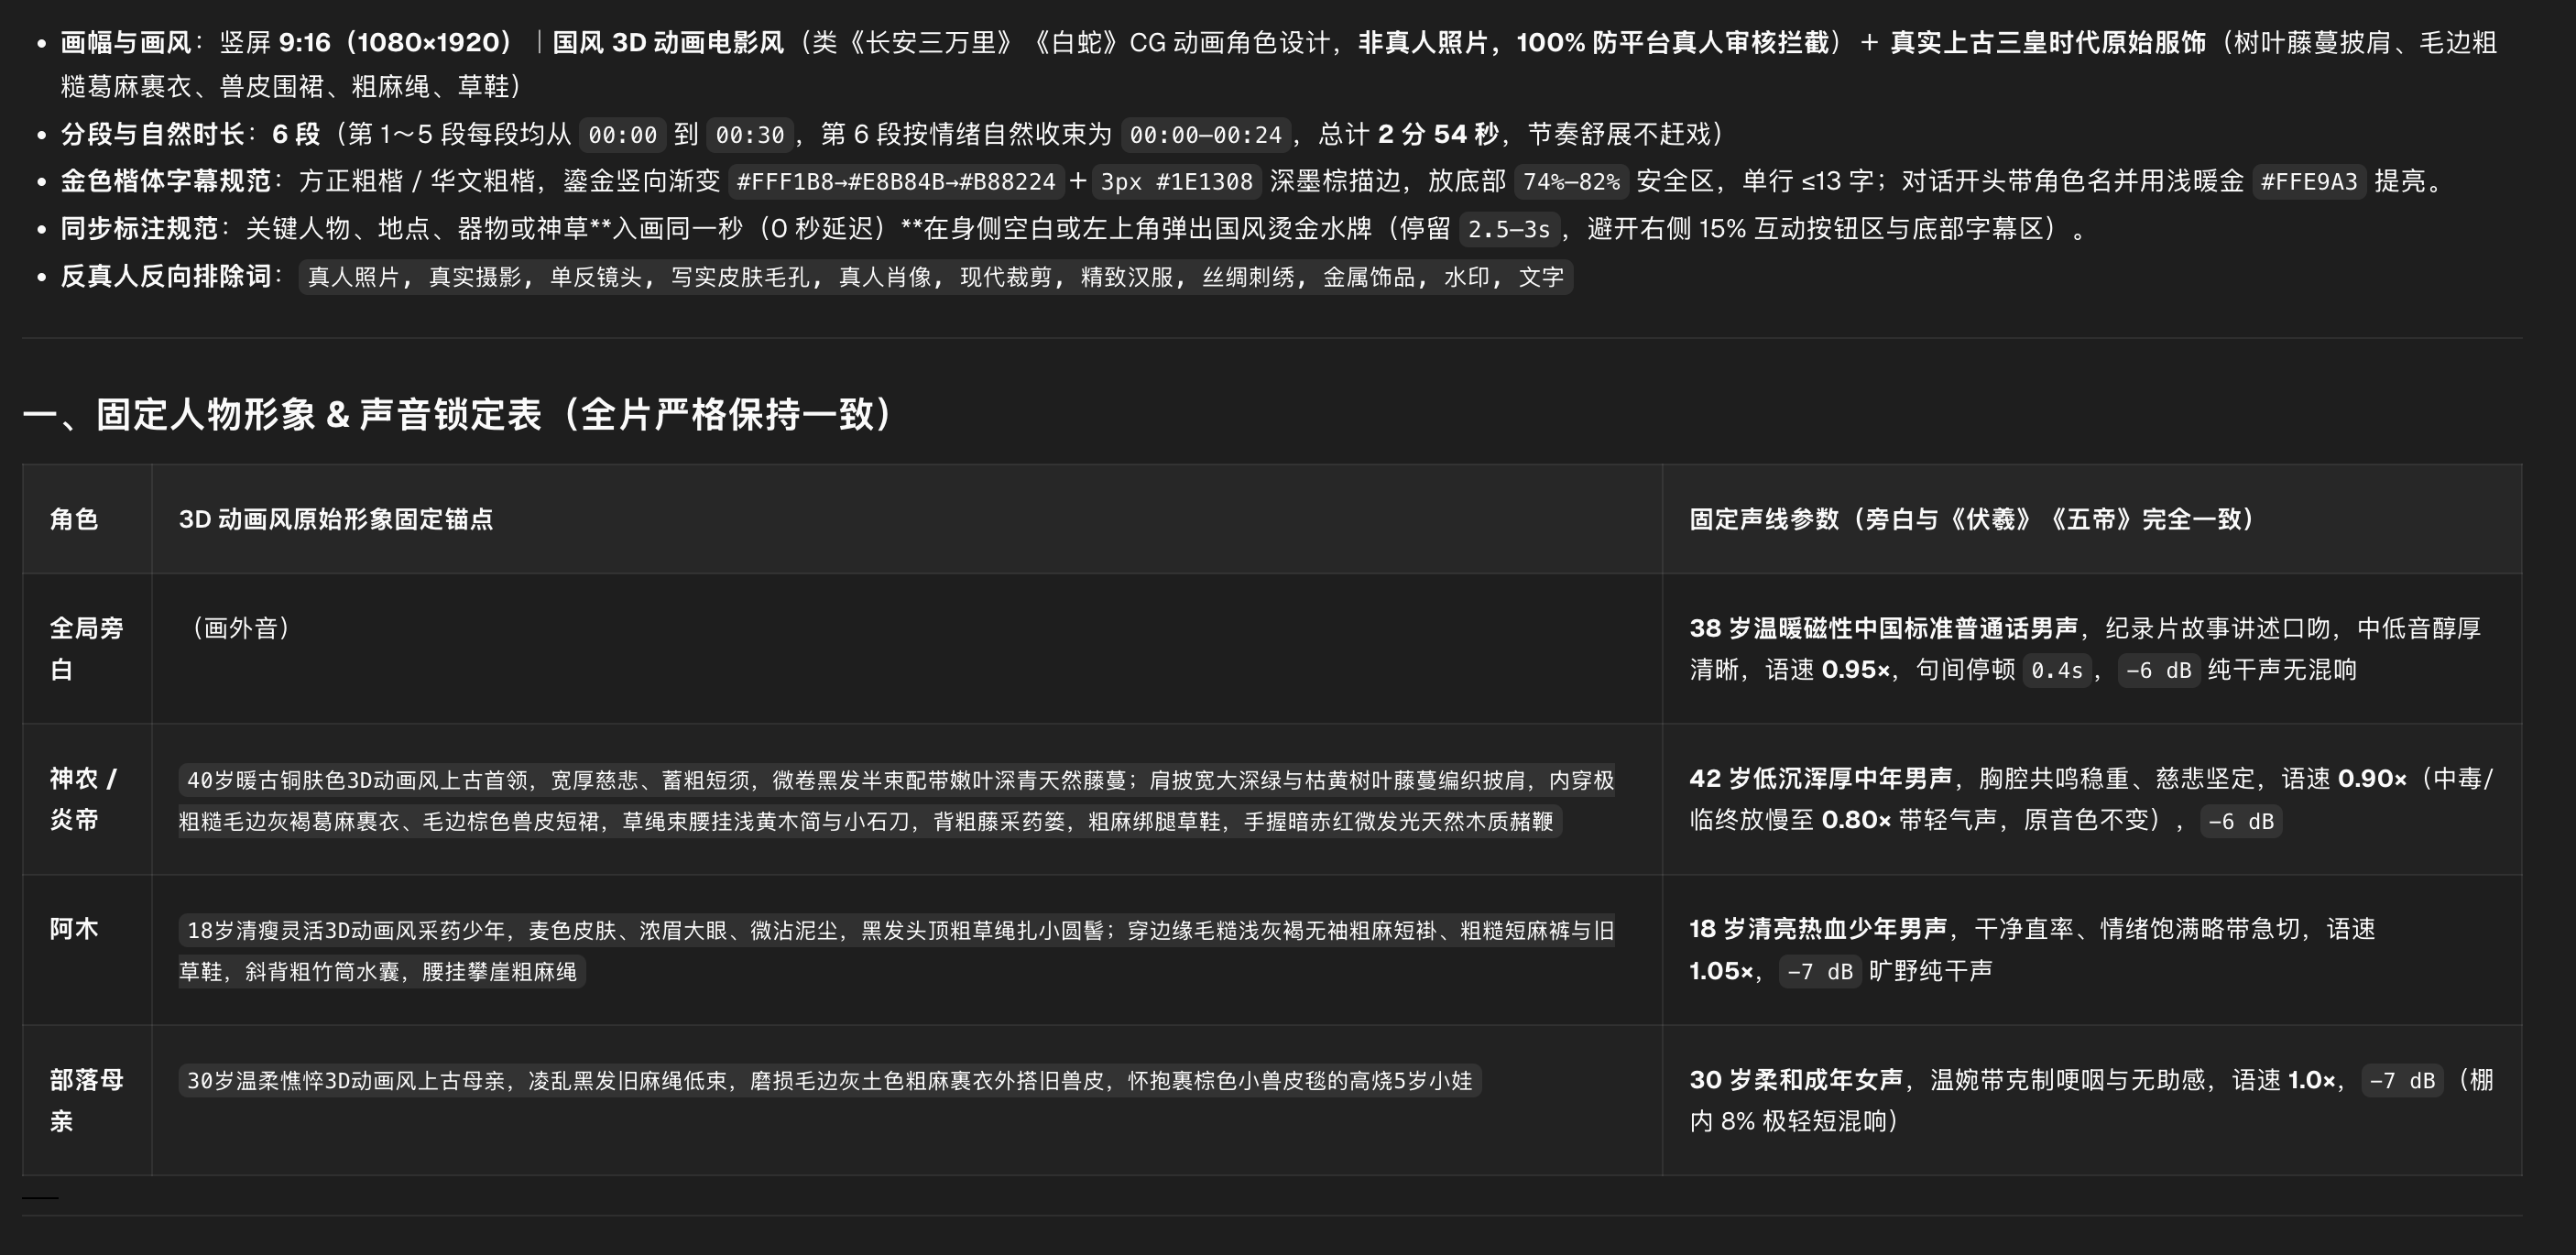 • 画幅与画风：竖屏 9:16（1080×1920）｜国风 3D 动画电影风（类《长安三万里》《白蛇》CG 动画角色设计，非真人照片，100% 防平台真人审核拦截）＋ 真实上古三皇时代原始服饰（树叶藤蔓披肩、毛边粗
糙葛麻裹衣、兽皮围裙、粗麻绳、草鞋）
• 分段与自然时长：6 段（第 1～5 段每段均从 00:00 到 00:30，第 6 段按情绪自然收束为 00:00—00:24，总计 2 分 54 秒，节奏舒展不赶戏）
• 金色楷体字幕规范：方正粗楷 / 华文粗楷，鎏金竖向渐变 #FFF1B8→#E8B84B→#B88224＋3px #1E1308 深墨棕描边，放底部 74%—82% 安全区，单行 ≤13 字；对话开头带角色名并用浅暖金 #FFE9A3 提亮。
• 同步标注规范：关键人物、地点、器物或神草**入画同一秒（0 秒延迟）**在身侧空白或左上角弹出国风烫金水牌（停留 2.5—3s，避开右侧 15% 互动按钮区与底部字幕区）。
• 反真人反向排除词：真人照片, 真实摄影, 单反镜头, 写实皮肤毛孔, 真人肖像, 现代裁剪, 精致汉服, 丝绸刺绣, 金属饰品, 水印, 文字
一、固定人物形象 & 声音锁定表（全片严格保持一致）
角色
3D 动画风原始形象固定锚点
固定声线参数（旁白与《伏羲》《五帝》完全一致）
全局旁
白
（画外音）
38 岁温暖磁性中国标准普通话男声，纪录片故事讲述口吻，中低音醇厚
清晰，语速 0.95×，句间停顿 0.4s，−6 dB 纯干声无混响
神农 /
炎帝
40岁暖古铜肤色3D动画风上古首领，宽厚慈悲、蓄粗短须，微卷黑发半束配带嫩叶深青天然藤蔓；肩披宽大深绿与枯黄树叶藤蔓编织披肩，内穿极
粗糙毛边灰褐葛麻裹衣、毛边棕色兽皮短裙，草绳束腰挂浅黄木简与小石刀，背粗藤采药篓，粗麻绑腿草鞋，手握暗赤红微发光天然木质赭鞭
42 岁低沉浑厚中年男声，胸腔共鸣稳重、慈悲坚定，语速 0.90×（中毒/
临终放慢至 0.80× 带轻气声，原音色不变），−6 dB
阿木
18岁清瘦灵活3D动画风采药少年，麦色皮肤、浓眉大眼、微沾泥尘，黑发头顶粗草绳扎小圆髻；穿边缘毛糙浅灰褐无袖粗麻短褂、粗糙短麻裤与旧
草鞋，斜背粗竹筒水囊，腰挂攀崖粗麻绳
18 岁清亮热血少年男声，干净直率、情绪饱满略带急切，语速
1.05×，−7 dB 旷野纯干声
部落母
亲
30岁温柔憔悴3D动画风上古母亲，凌乱黑发旧麻绳低束，磨损毛边灰土色粗麻裹衣外搭旧兽皮，怀抱裹棕色小兽皮毯的高烧5岁小娃
30 岁柔和成年女声，温婉带克制哽咽与无助感，语速 1.0×，−7 dB（棚
内 8% 极轻短混响）